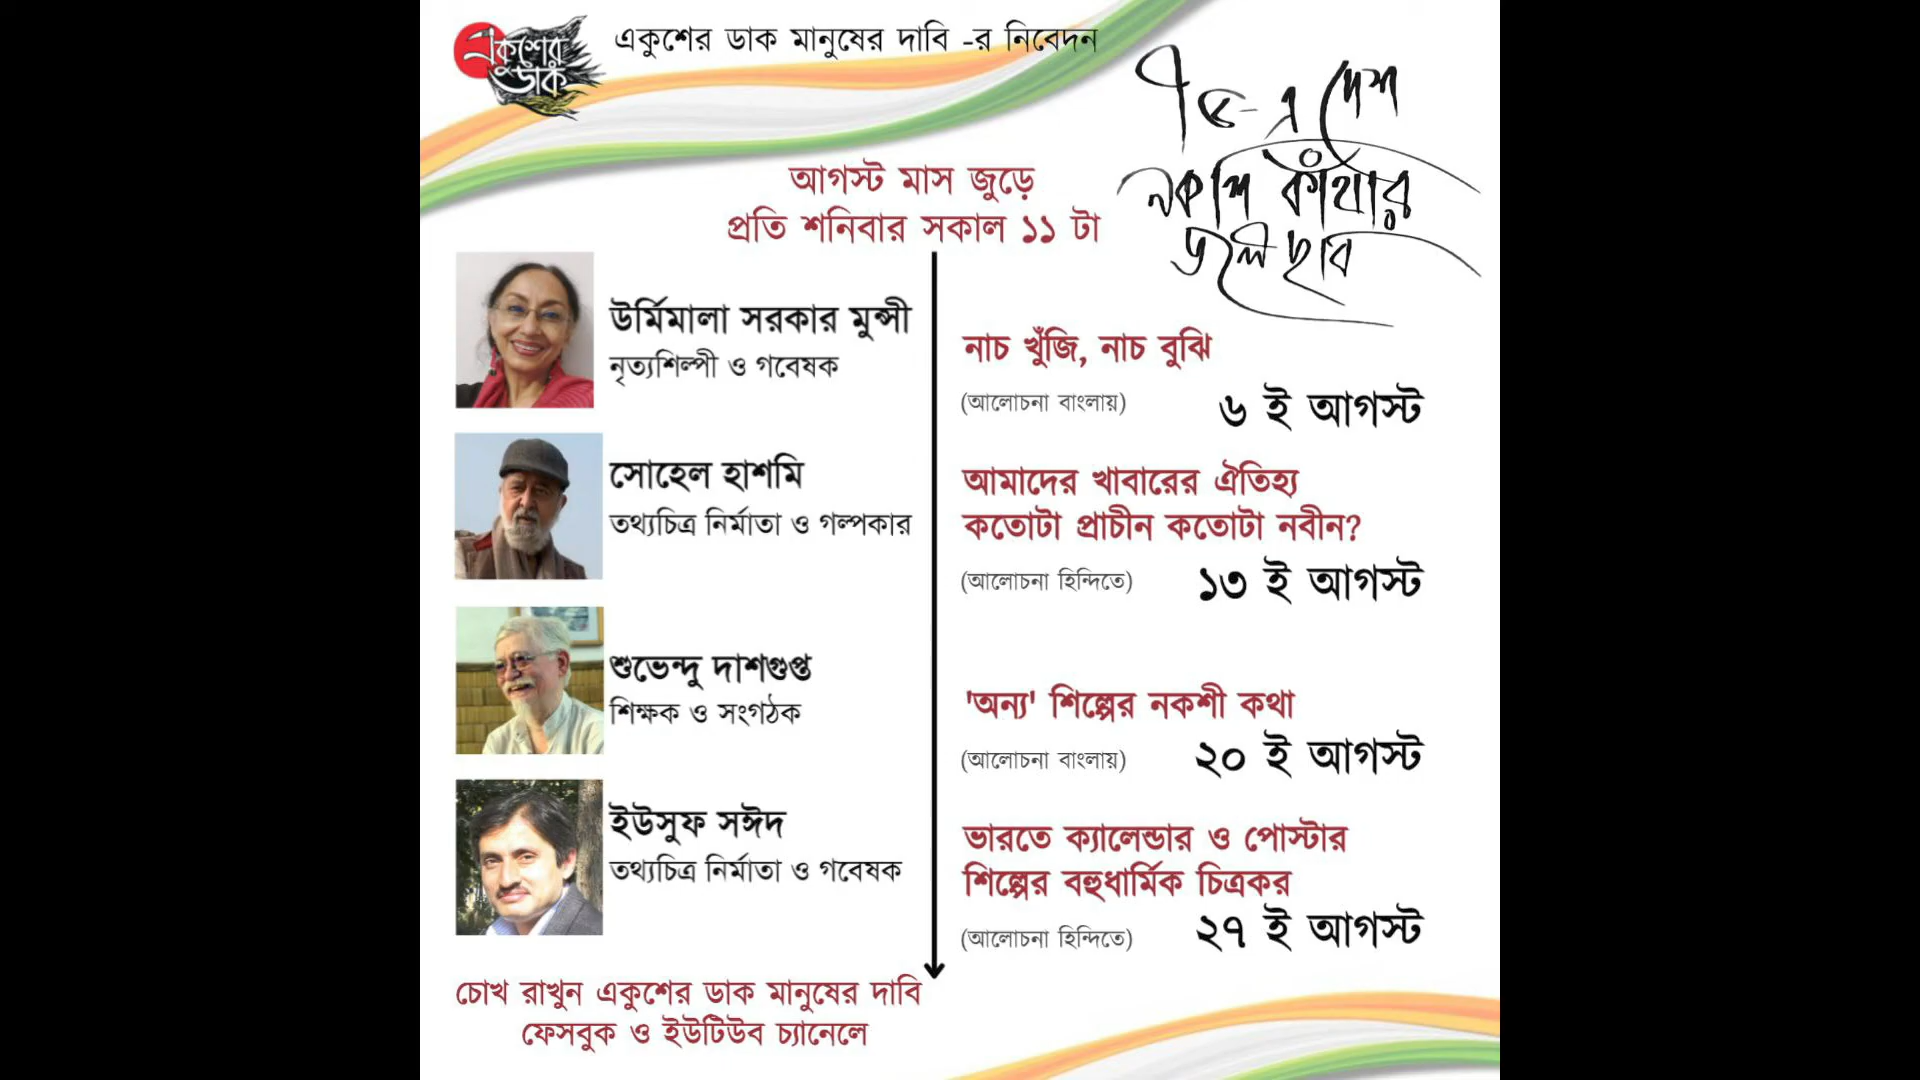 একুশের
ডাক
একুশের ডাক মানুষের দাবি -র নিবেদন
৭৫-এ দেশ
নকশি কাঁথার
জলছবি
আগস্ট মাস জুড়ে
প্রতি শনিবার সকাল ১১ টা
উর্মিমালা সরকার মুন্সী
নৃত্যশিল্পী ও গবেষক
নাচ খুঁজি, নাচ বুঝি
(আলোচনা বাংলায়)
৬ ই আগস্ট
সোহেল হাশমি
তথ্যচিত্র নির্মাতা ও গল্পকার
আমাদের খাবারের ঐতিহ্য
কতোটা প্রাচীন কতোটা নবীন?
(আলোচনা হিন্দিতে)
১৩ ই আগস্ট
শুভেন্দু দাশগুপ্ত
শিক্ষক ও সংগঠক
'অন্য' শিল্পের নকশী কথা
(আলোচনা বাংলায়)
২০ ই আগস্ট
ইউসুফ সঈদ
তথ্যচিত্র নির্মাতা ও গবেষক
ভারতে ক্যালেন্ডার ও পোস্টার
শিল্পের বহুধার্মিক চিত্রকর
(আলোচনা হিন্দিতে)
২৭ ই আগস্ট
চোখ রাখুন একুশের ডাক মানুষের দাবি
ফেসবুক ও ইউটিউব চ্যানেলে